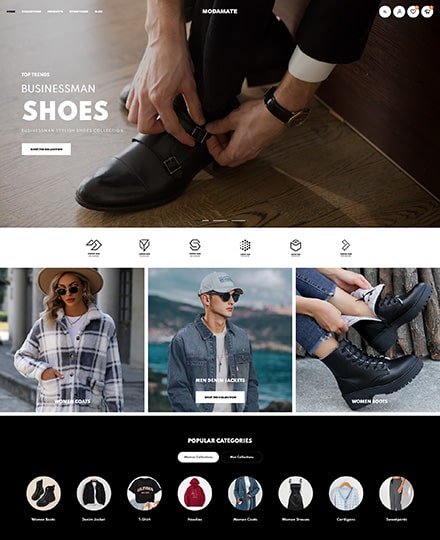 HOME COLLECTIONS PRODUCTS
MODAMATE
BLOG
TOP TRENDS
BUSINESSMAN
SHOES
BUSINESSMAN STYLISH SHOES COLLECTION
SHOP THE COLLECTION
WOMEN COATS
MEN DENIM JACKETS
SHOP THE COLLECTION
WOMEN BOOTS
POPULAR CATEGORIES
Women Collections
Men Collections
Women Boots
Denim Jacket
T-Shirt
Hoodies
Women Coats
Women Dresses
Cardigans
Sweatpants